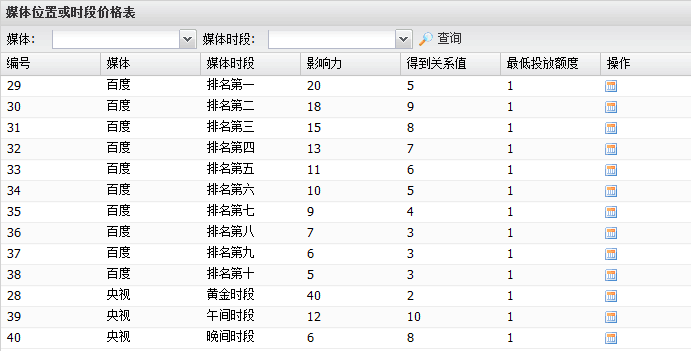 媒体位置或时段价格表
媒体： 媒体时段： 查询
编号 媒体 媒体时段 影响力 得到关系值 最低投放额度 操作
29 百度 排名第一 20 5 1
30 百度 排名第二 18 9 1
31 百度 排名第三 15 8 1
32 百度 排名第四 13 7 1
33 百度 排名第五 11 6 1
34 百度 排名第六 10 5 1
35 百度 排名第七 9 4 1
36 百度 排名第八 7 3 1
37 百度 排名第九 6 3 1
38 百度 排名第十 5 3 1
28 央视 黄金时段 40 2 1
39 央视 午间时段 12 10 1
40 央视 晚间时段 6 8 1